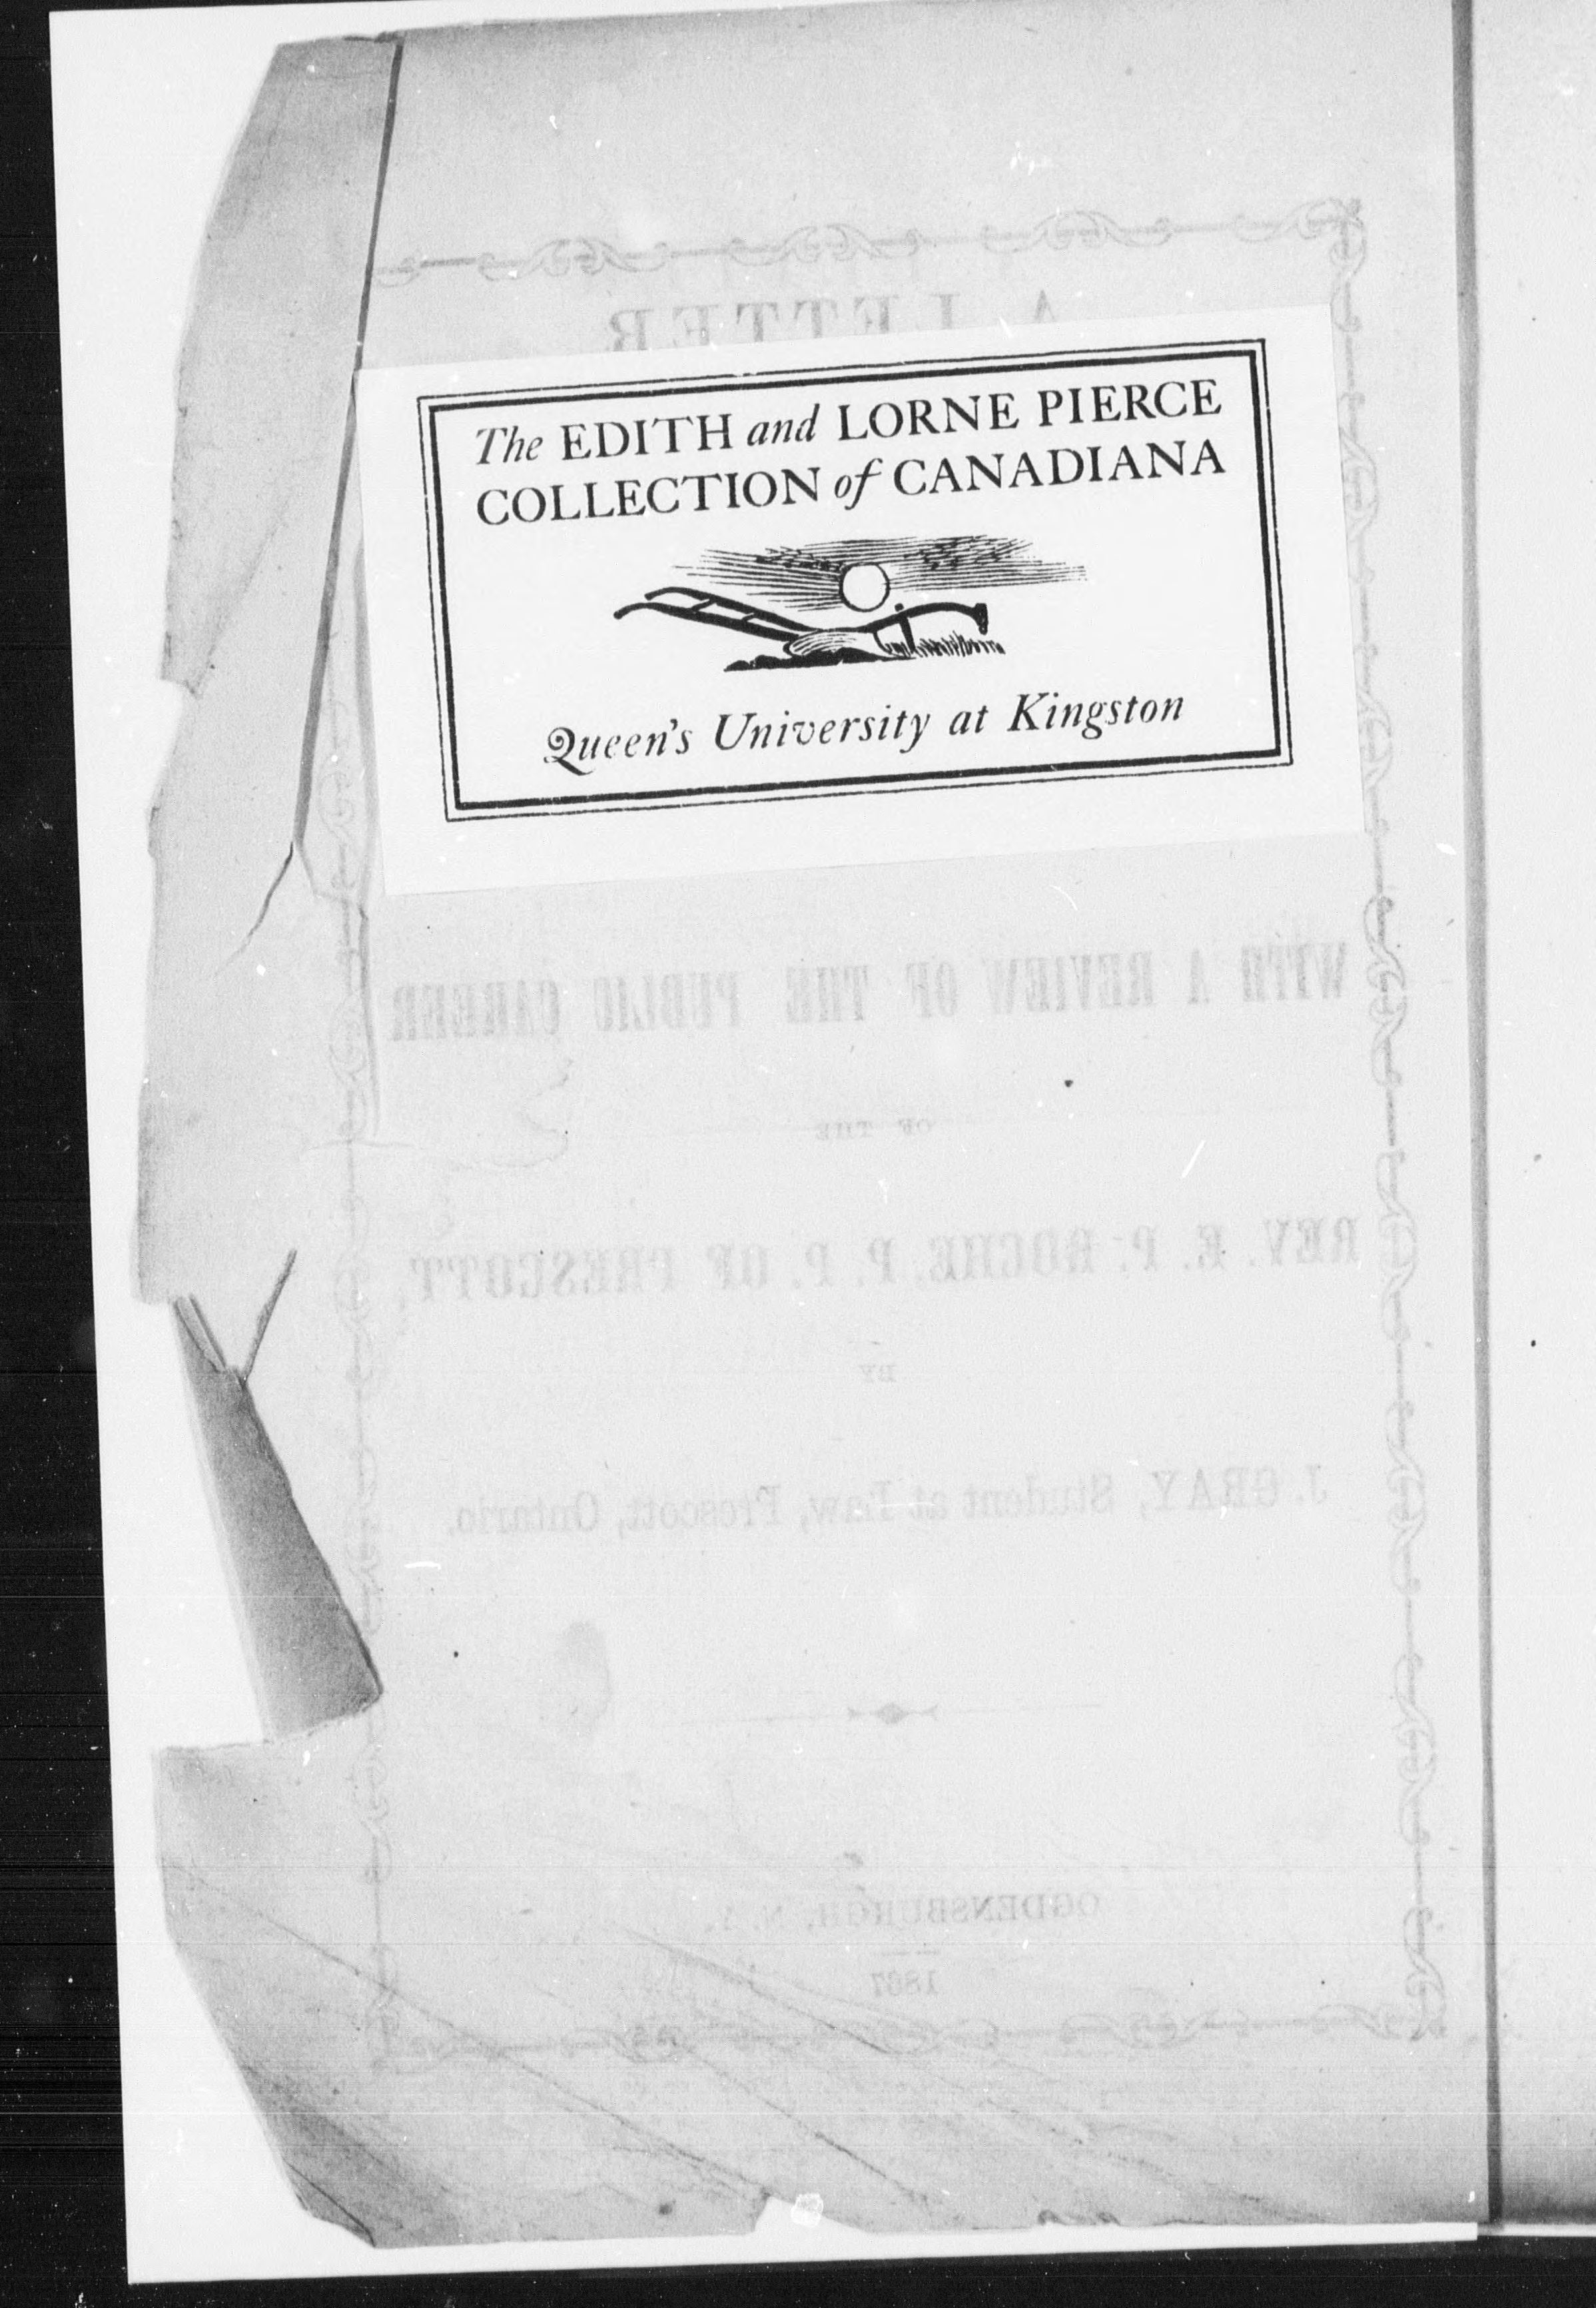 A LETTER
The EDITH and LORNE PIERCE
COLLECTION of CANADIANA
Queen's University at Kingston
WITH A REVIEW OF THE PUBLIC CAREER
OF THE
REV. E. P. ROCHE, P. P. OF PRESCOTT,
BY
J. GRAY, Student at Law, Prescott, Ontario.
OGDENSBURGH, N. Y.
1867